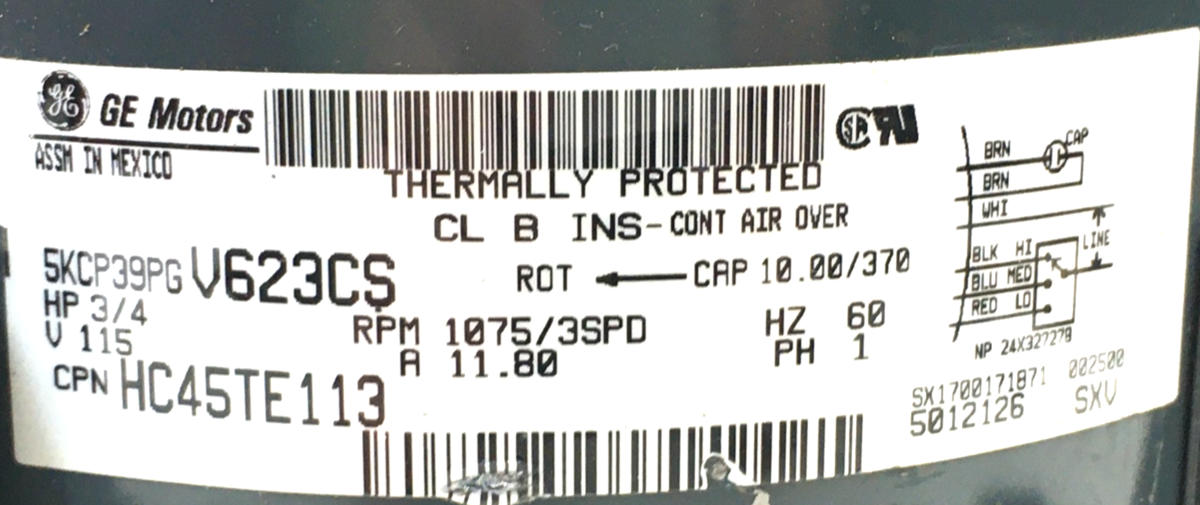 GE GE Motors
ASSM IN MEXICO
THERMALLY PROTECTED
CL B INS-CONT AIR OVER
5KCP39PG V623CS
ROT CAP 10.00/370
HP 3/4
RPM 1075/3SPD
HZ 60
V 115
A 11.80
PH 1
CPN HC45TE113
BRN CAP
BRN
WHI
LINE
BLK HI
BLU MED
RED LO
NP 24X327279
SX1700171871 002500
5012126 SXV